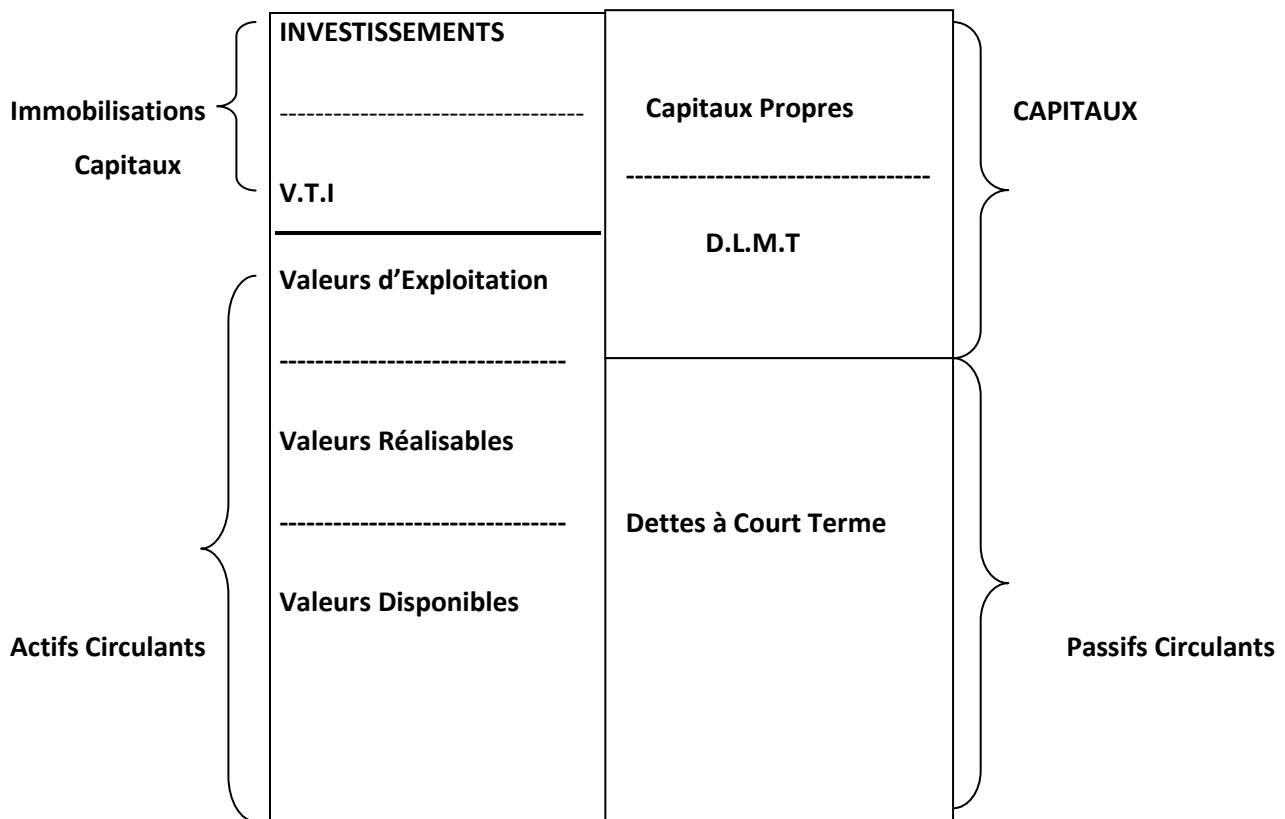 INVESTISSEMENTS
Immobilisations
----------------------------------
Capitaux Propres
CAPITAUX
Capitaux
----------------------------------
V.T.I
D.L.M.T
Valeurs d’Exploitation
--------------------------------
Valeurs Réalisables
--------------------------------
Dettes à Court Terme
Valeurs Disponibles
Actifs Circulants
Passifs Circulants